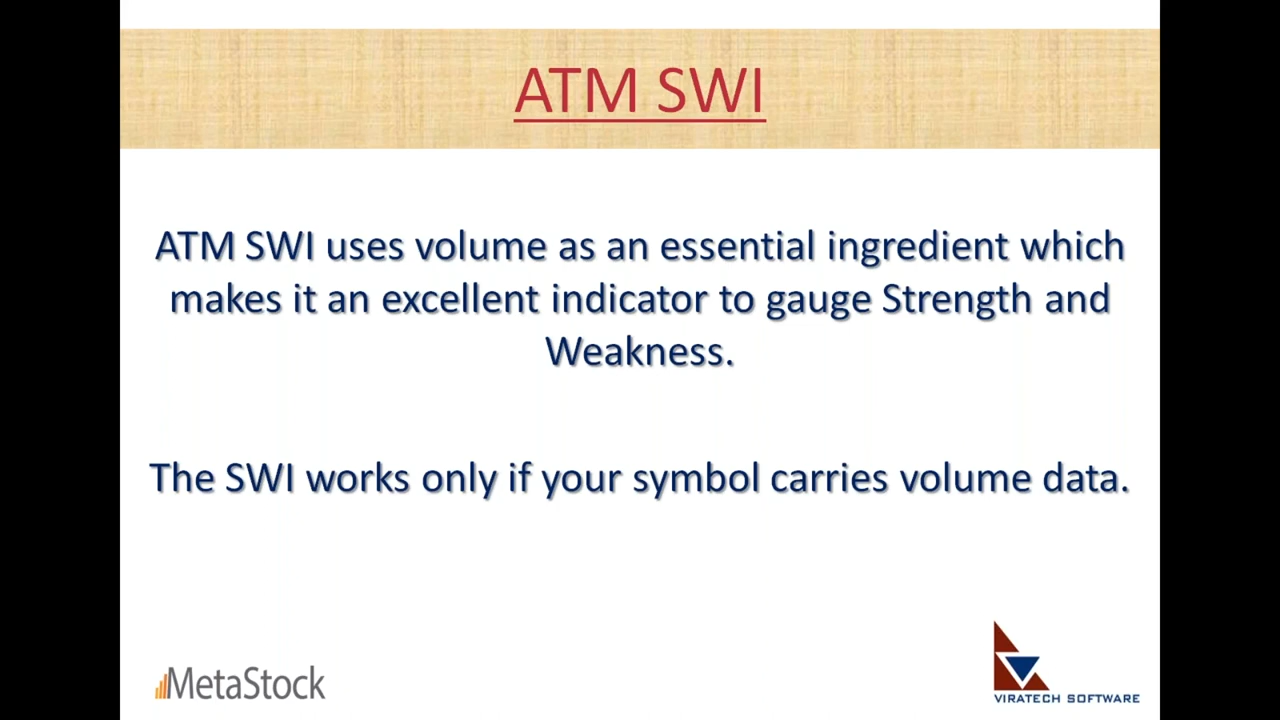 ATM SWI
ATM SWI uses volume as an essential ingredient which
makes it an excellent indicator to gauge Strength and
Weakness.
The SWI works only if your symbol carries volume data.
MetaStock
VIRATECH SOFTWARE